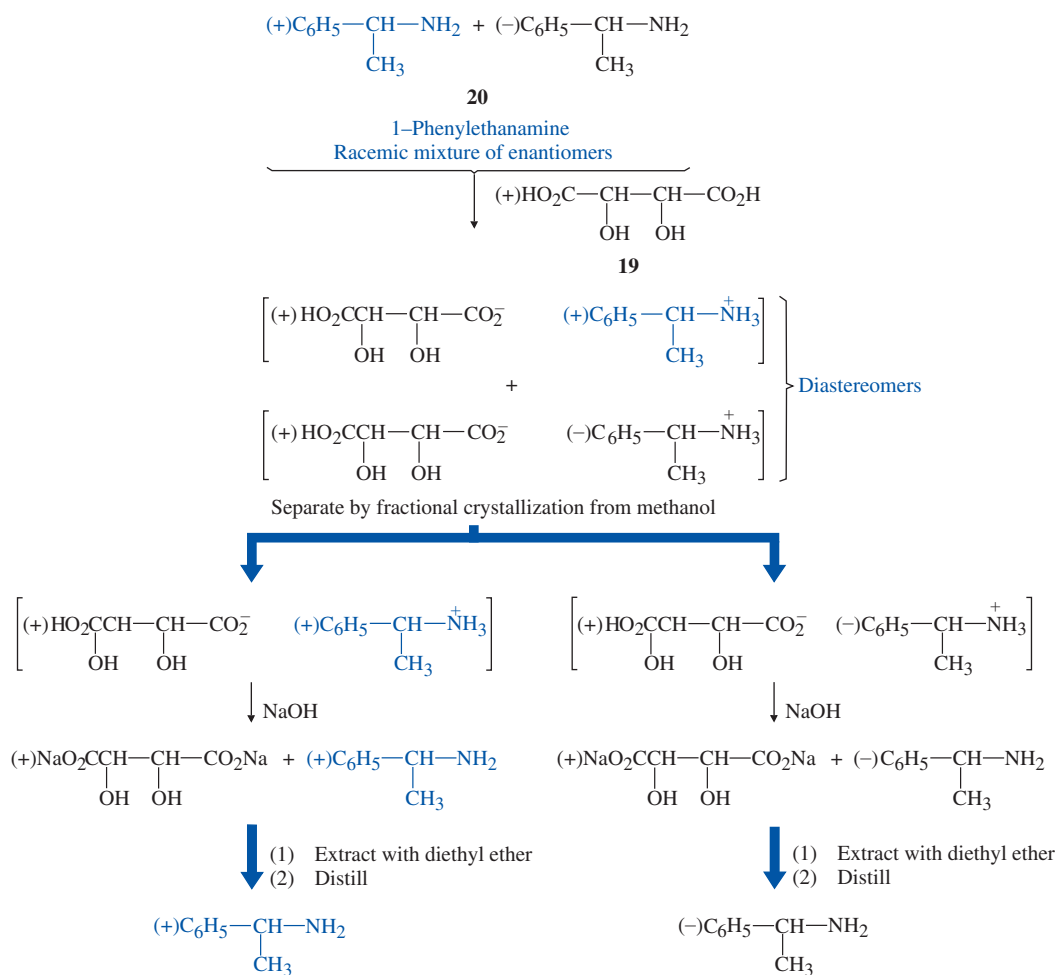 (+)C₆H₅—CH—NH₂ + (−)C₆H₅—CH—NH₂
CH₃ CH₃
20
1–Phenylethanamine
Racemic mixture of enantiomers
(+)HO₂C—CH—CH—CO₂H
OH OH
19
[(+) HO₂CCH—CH—CO₂⁻ (+)C₆H₅—CH—N⁺H₃]
OH OH CH₃
+
Diastereomers
[(+) HO₂CCH—CH—CO₂⁻ (−)C₆H₅—CH—N⁺H₃]
OH OH CH₃
Separate by fractional crystallization from methanol
[(+)HO₂CCH—CH—CO₂⁻ (+)C₆H₅—CH—N⁺H₃] [(+)HO₂CCH—CH—CO₂⁻ (−)C₆H₅—CH—N⁺H₃]
OH OH CH₃ OH OH CH₃
NaOH NaOH
(+)NaO₂CCH—CH—CO₂Na + (+)C₆H₅—CH—NH₂ (+)NaO₂CCH—CH—CO₂Na + (−)C₆H₅—CH—NH₂
OH OH CH₃ OH OH CH₃
(1) Extract with diethyl ether (1) Extract with diethyl ether
(2) Distill (2) Distill
(+)C₆H₅—CH—NH₂ (−)C₆H₅—CH—NH₂
CH₃ CH₃